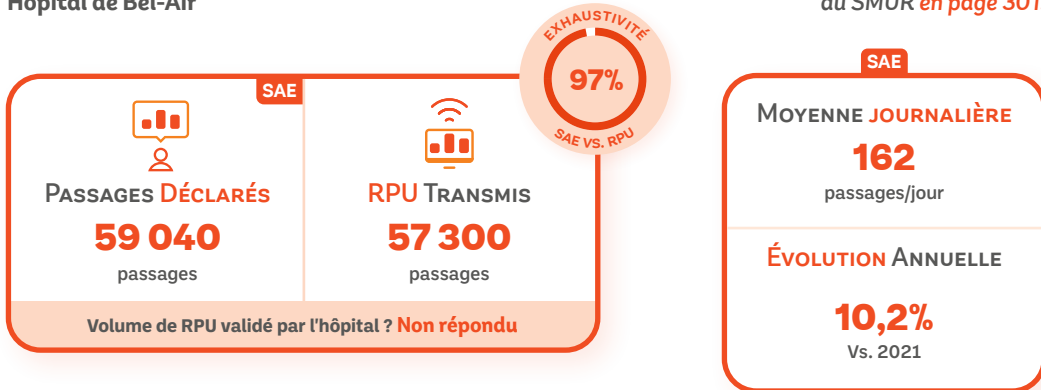 Hôpital de Bel-Air
du SMUR en page 301
EXHAUSTIVITÉ
97%
SAE VS. RPU
SAE
PASSAGES DÉCLARÉS
59 040
passages
RPU TRANSMIS
57 300
passages
Volume de RPU validé par l'hôpital ? Non répondu
SAE
MOYENNE JOURNALIÈRE
162
passages/jour
ÉVOLUTION ANNUELLE
10,2%
Vs. 2021